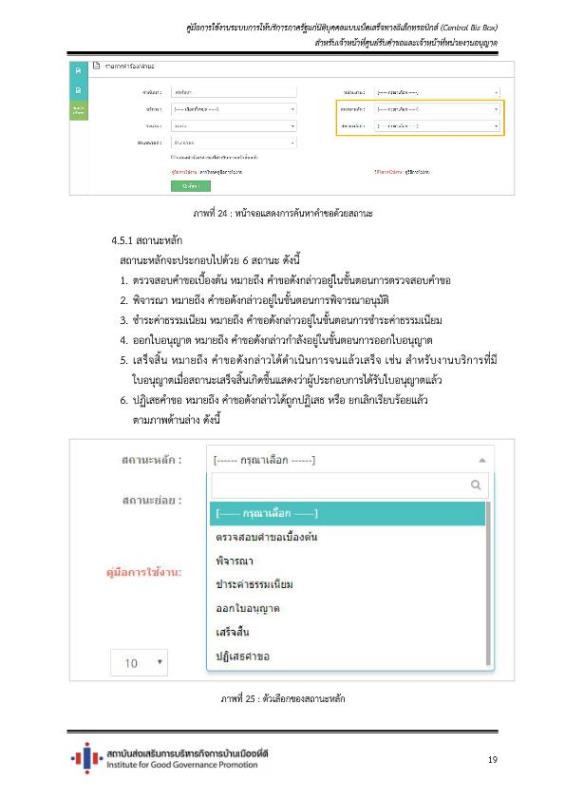 คู่มือการใช้งานระบบการให้บริการภาครัฐแก่นิติบุคคลแบบเบ็ดเสร็จทางอิเล็กทรอนิกส์ (Central Biz Box)
สำหรับเจ้าหน้าที่ศูนย์รับคำขอและเจ้าหน้าที่หน่วยงานอนุญาต
ภาพที่ 24 : หน้าจอแสดงการค้นหาคำขอด้วยสถานะ
4.5.1 สถานะหลัก
สถานะหลักจะประกอบไปด้วย 6 สถานะ ดังนี้
1. ตรวจสอบคำขอเบื้องต้น หมายถึง คำขอดังกล่าวอยู่ในขั้นตอนการตรวจสอบคำขอ
2. พิจารณา หมายถึง คำขอดังกล่าวอยู่ในขั้นตอนการพิจารณาอนุมัติ
3. ชำระค่าธรรมเนียม หมายถึง คำขอดังกล่าวอยู่ในขั้นตอนการชำระค่าธรรมเนียม
4. ออกใบอนุญาต หมายถึง คำขอดังกล่าวกำลังอยู่ในขั้นตอนการออกใบอนุญาต
5. เสร็จสิ้น หมายถึง คำขอดังกล่าวได้ดำเนินการจนแล้วเสร็จ เช่น สำหรับงานบริการที่มี
ใบอนุญาตเมื่อสถานะเสร็จสิ้นเกิดขึ้นแสดงว่าผู้ประกอบการได้รับใบอนุญาตแล้ว
6. ปฏิเสธคำขอ หมายถึง คำขอดังกล่าวได้ถูกปฏิเสธ หรือ ยกเลิกเรียบร้อยแล้ว
ตามภาพด้านล่าง ดังนี้
สถานะหลัก : [------ กรุณาเลือก ------]
สถานะย่อย :
[------ กรุณาเลือก ------]
ตรวจสอบคำขอเบื้องต้น
พิจารณา
คู่มือการใช้งาน:
ชำระค่าธรรมเนียม
ออกใบอนุญาต
เสร็จสิ้น
ปฏิเสธคำขอ
10
ภาพที่ 25 : ตัวเลือกของสถานะหลัก
สถาบันส่งเสริมการบริหารกิจการบ้านเมืองที่ดี
Institute for Good Governance Promotion
19